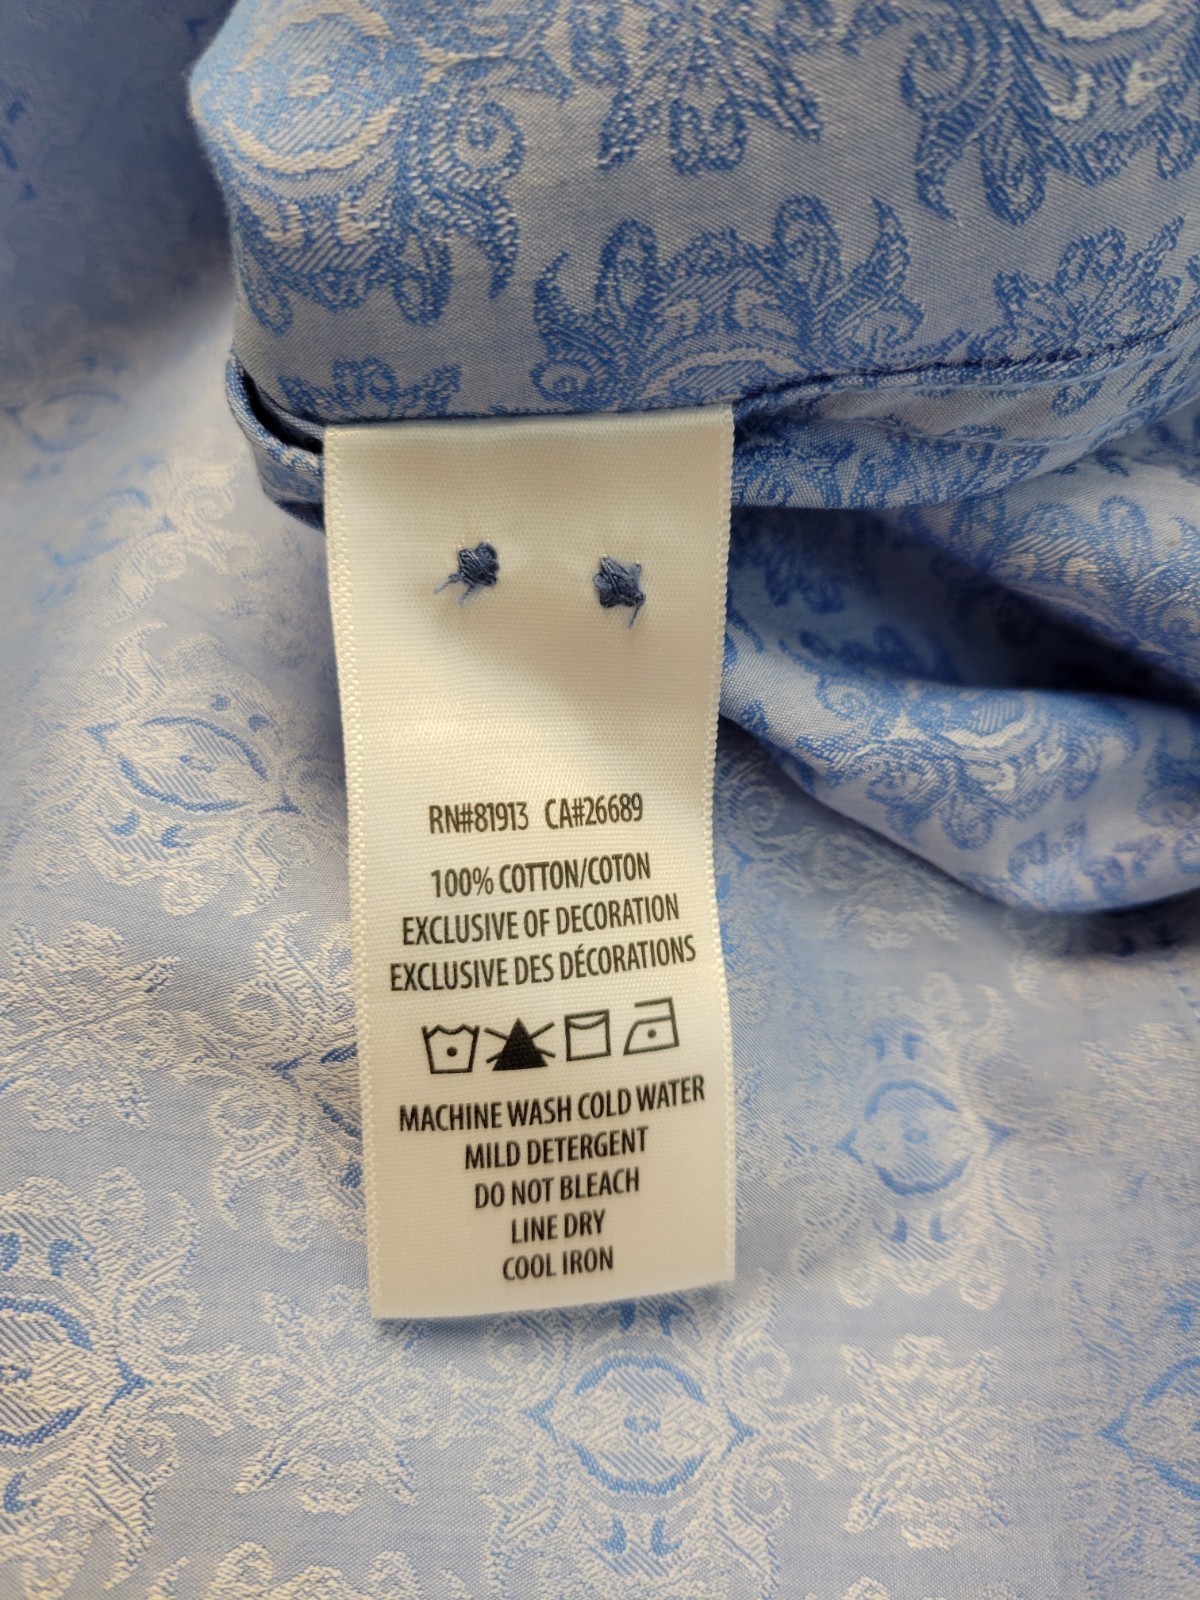 RN#81913 CA#26689
100% COTTON/COTON
EXCLUSIVE OF DECORATION
EXCLUSIVE DES DÉCORATIONS
MACHINE WASH COLD WATER
MILD DETERGENT
DO NOT BLEACH
LINE DRY
COOL IRON